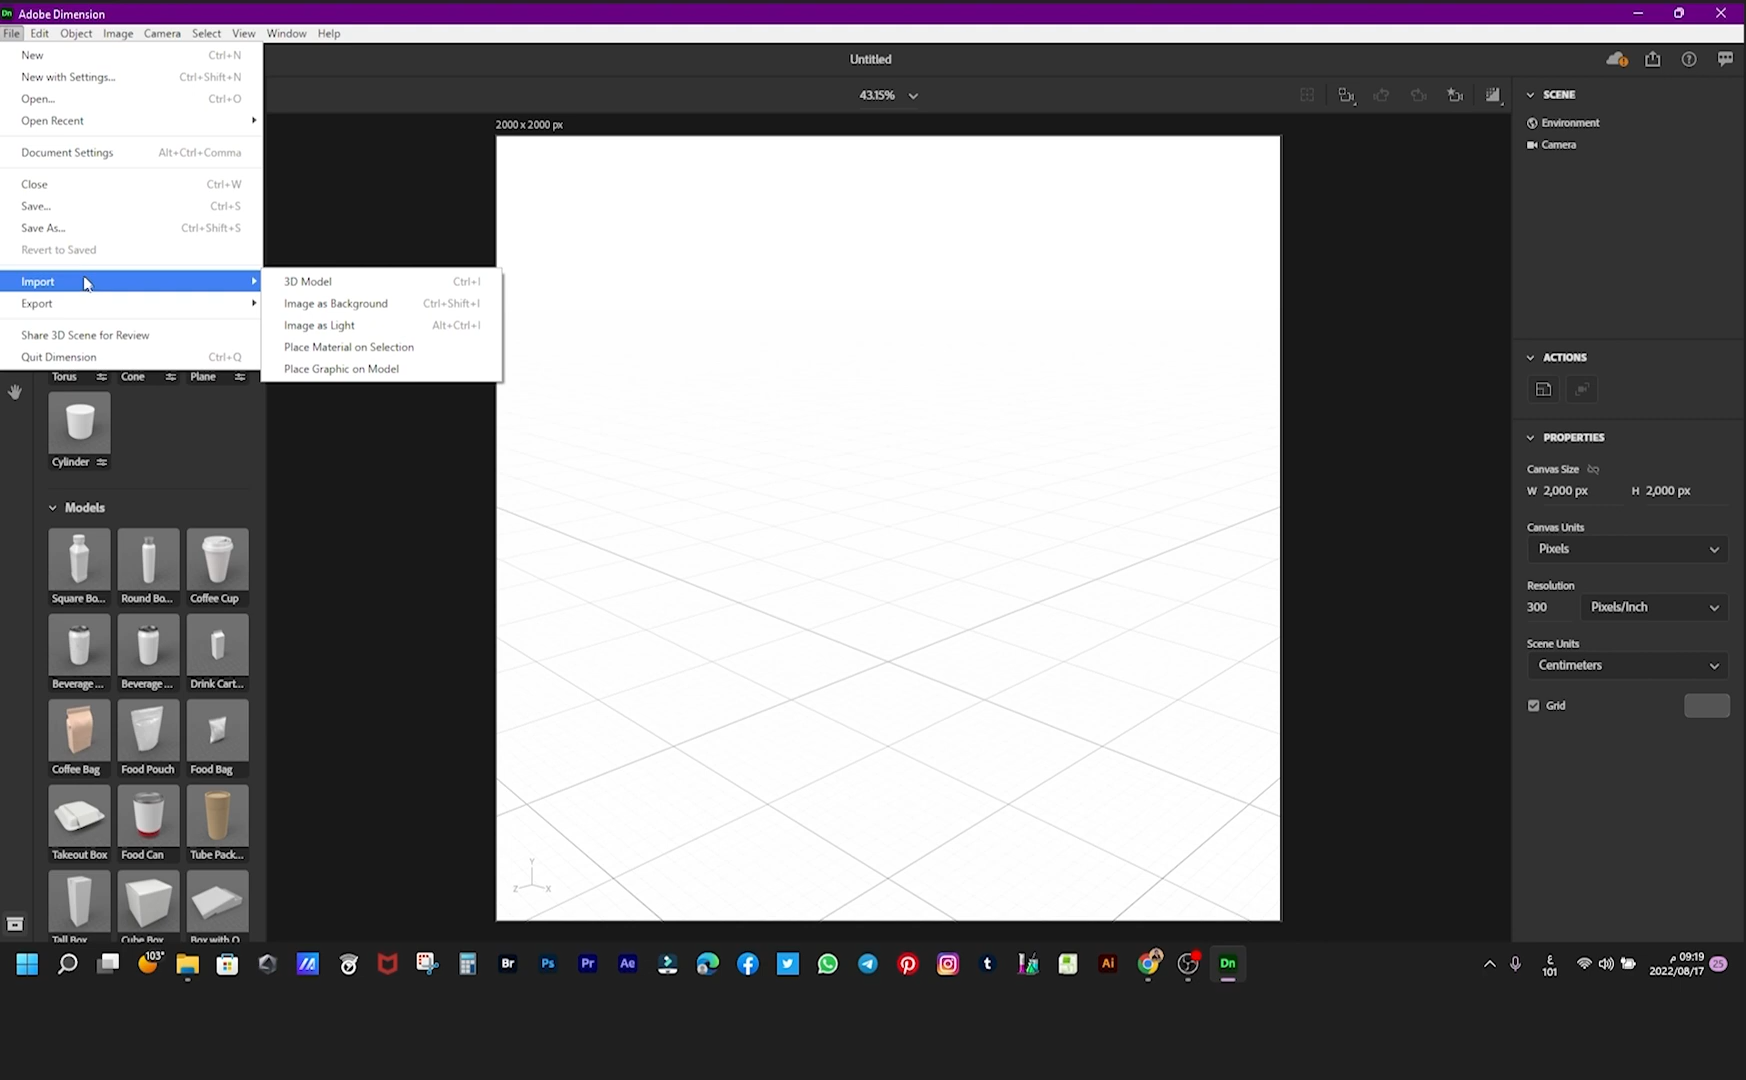 Dn Adobe Dimension
File Edit Object Image Camera Select View Window Help
New Ctrl+N
New with Settings... Ctrl+Shift+N
Open... Ctrl+O
Open Recent
Document Settings Alt+Ctrl+Comma
Close Ctrl+W
Save... Ctrl+S
Save As... Ctrl+Shift+S
Revert to Saved
Import
Export
Share 3D Scene for Review
Quit Dimension Ctrl+Q
3D Model Ctrl+I
Image as Background Ctrl+Shift+I
Image as Light Alt+Ctrl+I
Place Material on Selection
Place Graphic on Model
Untitled
43.15%
2000 x 2000 px
Torus Cone Plane
Cylinder
Models
Square Bo... Round Bo... Coffee Cup
Beverage ... Beverage ... Drink Cart...
Coffee Bag Food Pouch Food Bag
Takeout Box Food Can Tube Pack...
Tall Box Cube Box Box with O
Y
Z X
SCENE
Environment
Camera
ACTIONS
PROPERTIES
Canvas Size
W 2,000 px H 2,000 px
Canvas Units
Pixels
Resolution
300 Pixels/Inch
Scene Units
Centimeters
Grid
103°
Br Ps Pr Ae t Ai Dn
ع
101
09:19 م
2022/08/17
25